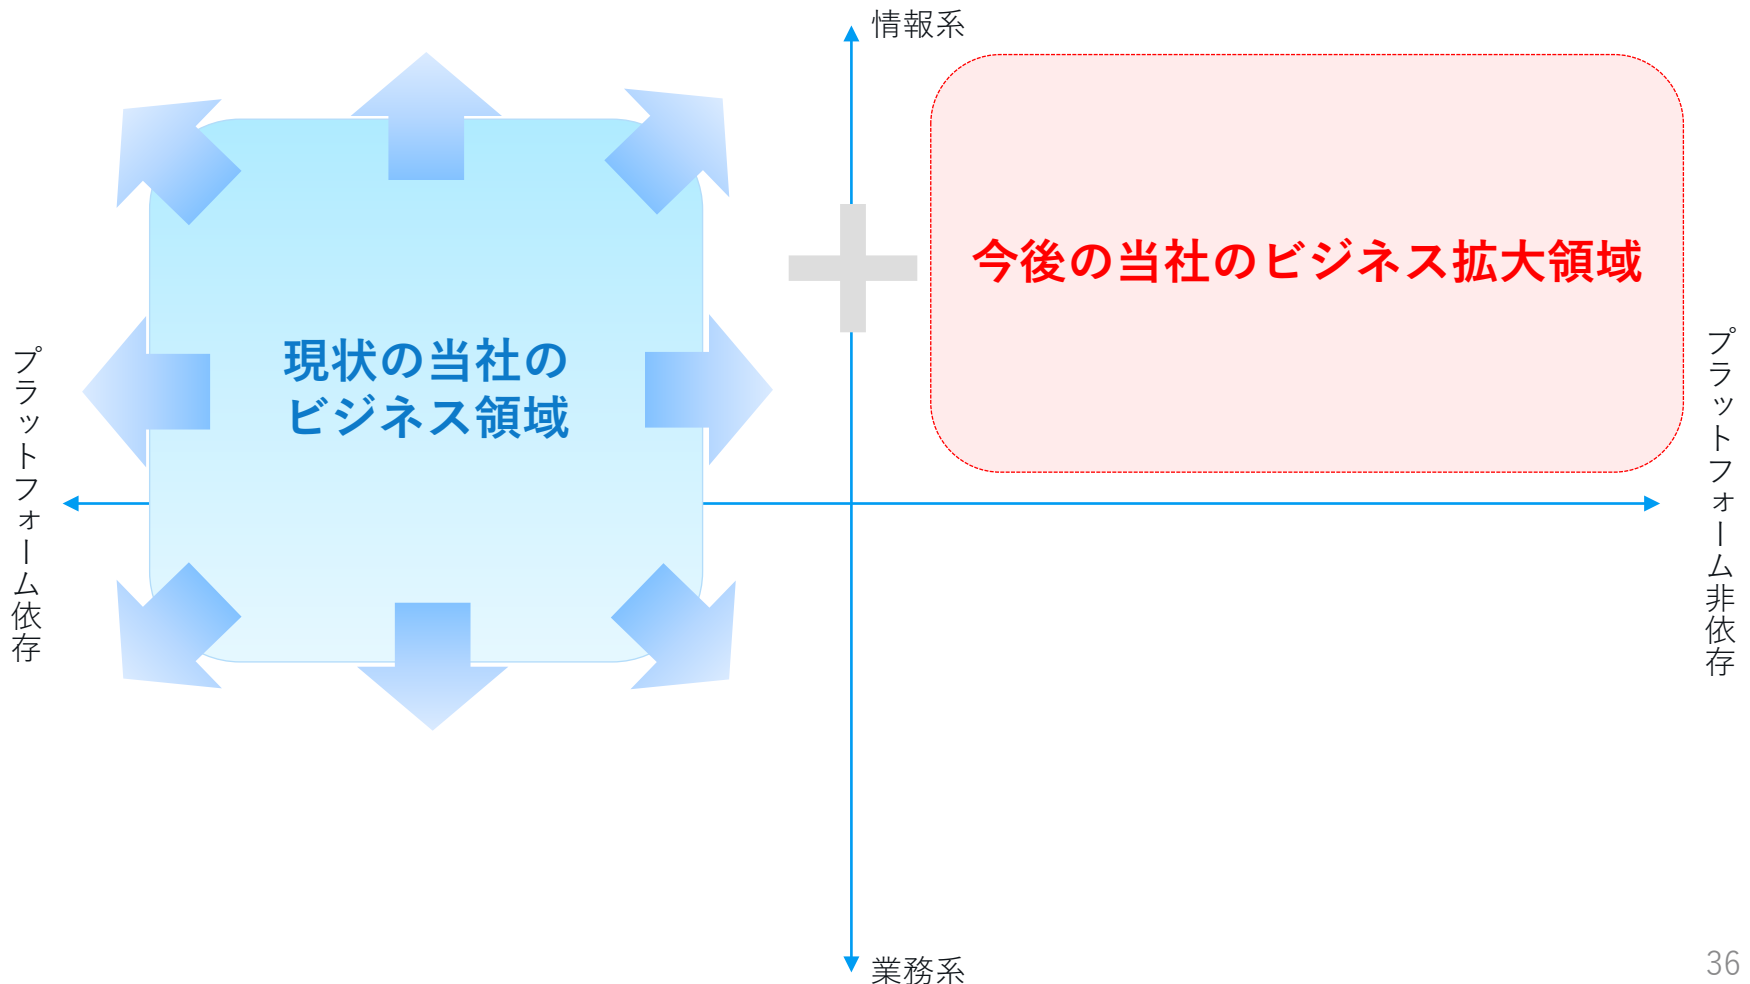 情報系
今後の当社のビジネス拡大領域
現状の当社の
ビジネス領域
プラットフォーム依存
プラットフォーム非依存
業務系
36